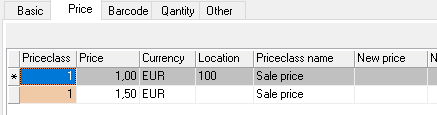 Basic Price Barcode Qantity Other
Priceclass Price Currency Location Priceclass name New price N
* 1 1,00 EUR 100 Sale price
1 1,50 EUR Sale price